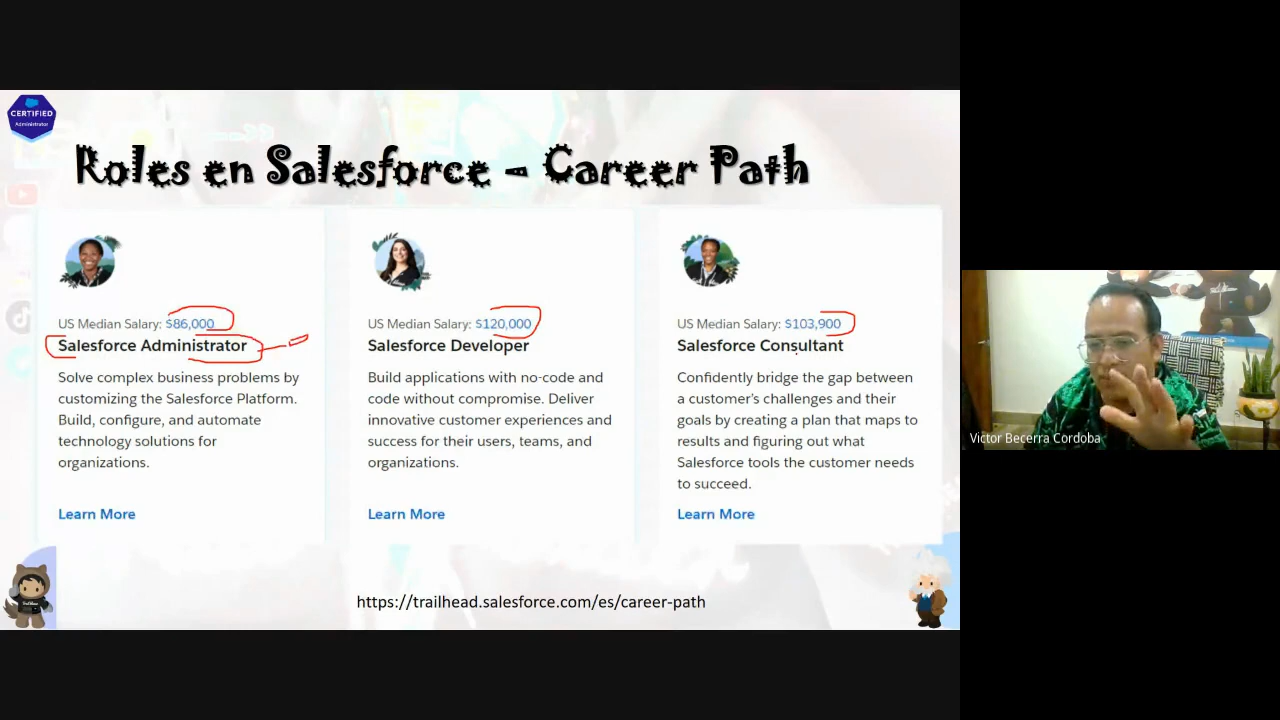 CERTIFIED
Administrator
Roles en Salesforce - Career Path
US Median Salary: $86,000
Salesforce Administrator
Solve complex business problems by
customizing the Salesforce Platform.
Build, configure, and automate
technology solutions for
organizations.
Learn More
US Median Salary: $120,000
Salesforce Developer
Build applications with no-code and
code without compromise. Deliver
innovative customer experiences and
success for their users, teams, and
organizations.
Learn More
US Median Salary: $103,900
Salesforce Consultant
Confidently bridge the gap between
a customer's challenges and their
goals by creating a plan that maps to
results and figuring out what
Salesforce tools the customer needs
to succeed.
Learn More
https://trailhead.salesforce.com/es/career-path
Victor Becerra Cordoba